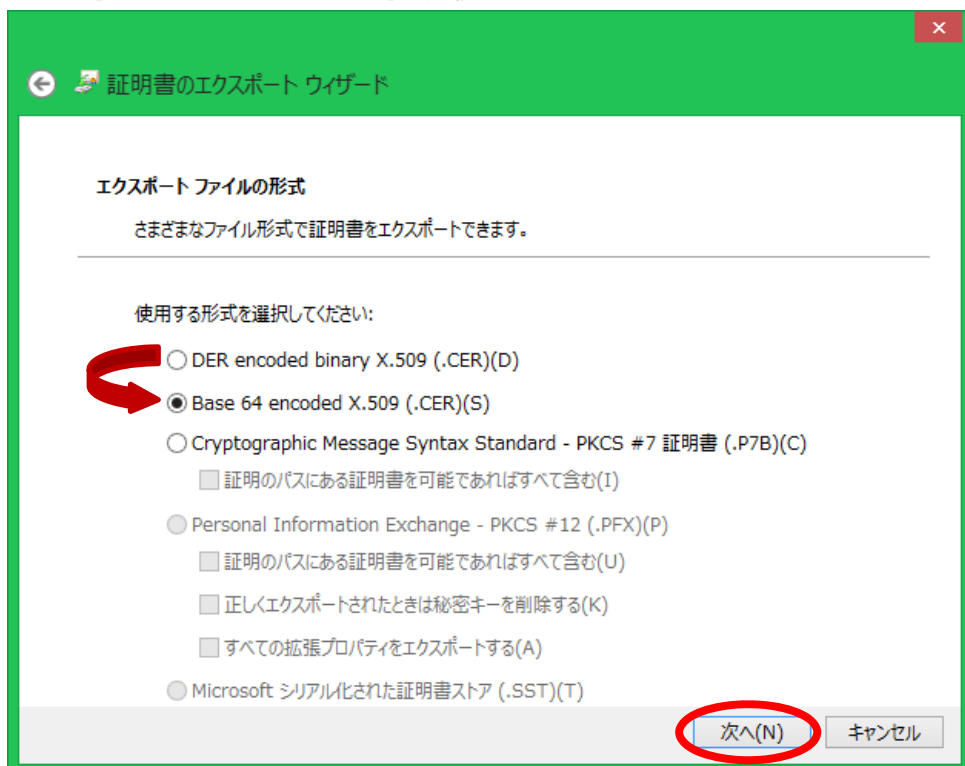 証明書のエクスポート ウィザード
エクスポート ファイルの形式
さまざまなファイル形式で証明書をエクスポートできます。
使用する形式を選択してください:
DER encoded binary X.509 (.CER)(D)
Base 64 encoded X.509 (.CER)(S)
Cryptographic Message Syntax Standard - PKCS #7 証明書 (.P7B)(C)
証明のパスにある証明書を可能であればすべて含む(I)
Personal Information Exchange - PKCS #12 (.PFX)(P)
証明のパスにある証明書を可能であればすべて含む(U)
正しくエクスポートされたときは秘密キーを削除する(K)
すべての拡張プロパティをエクスポートする(A)
Microsoft シリアル化された証明書ストア (.SST)(T)
次へ(N) キャンセル